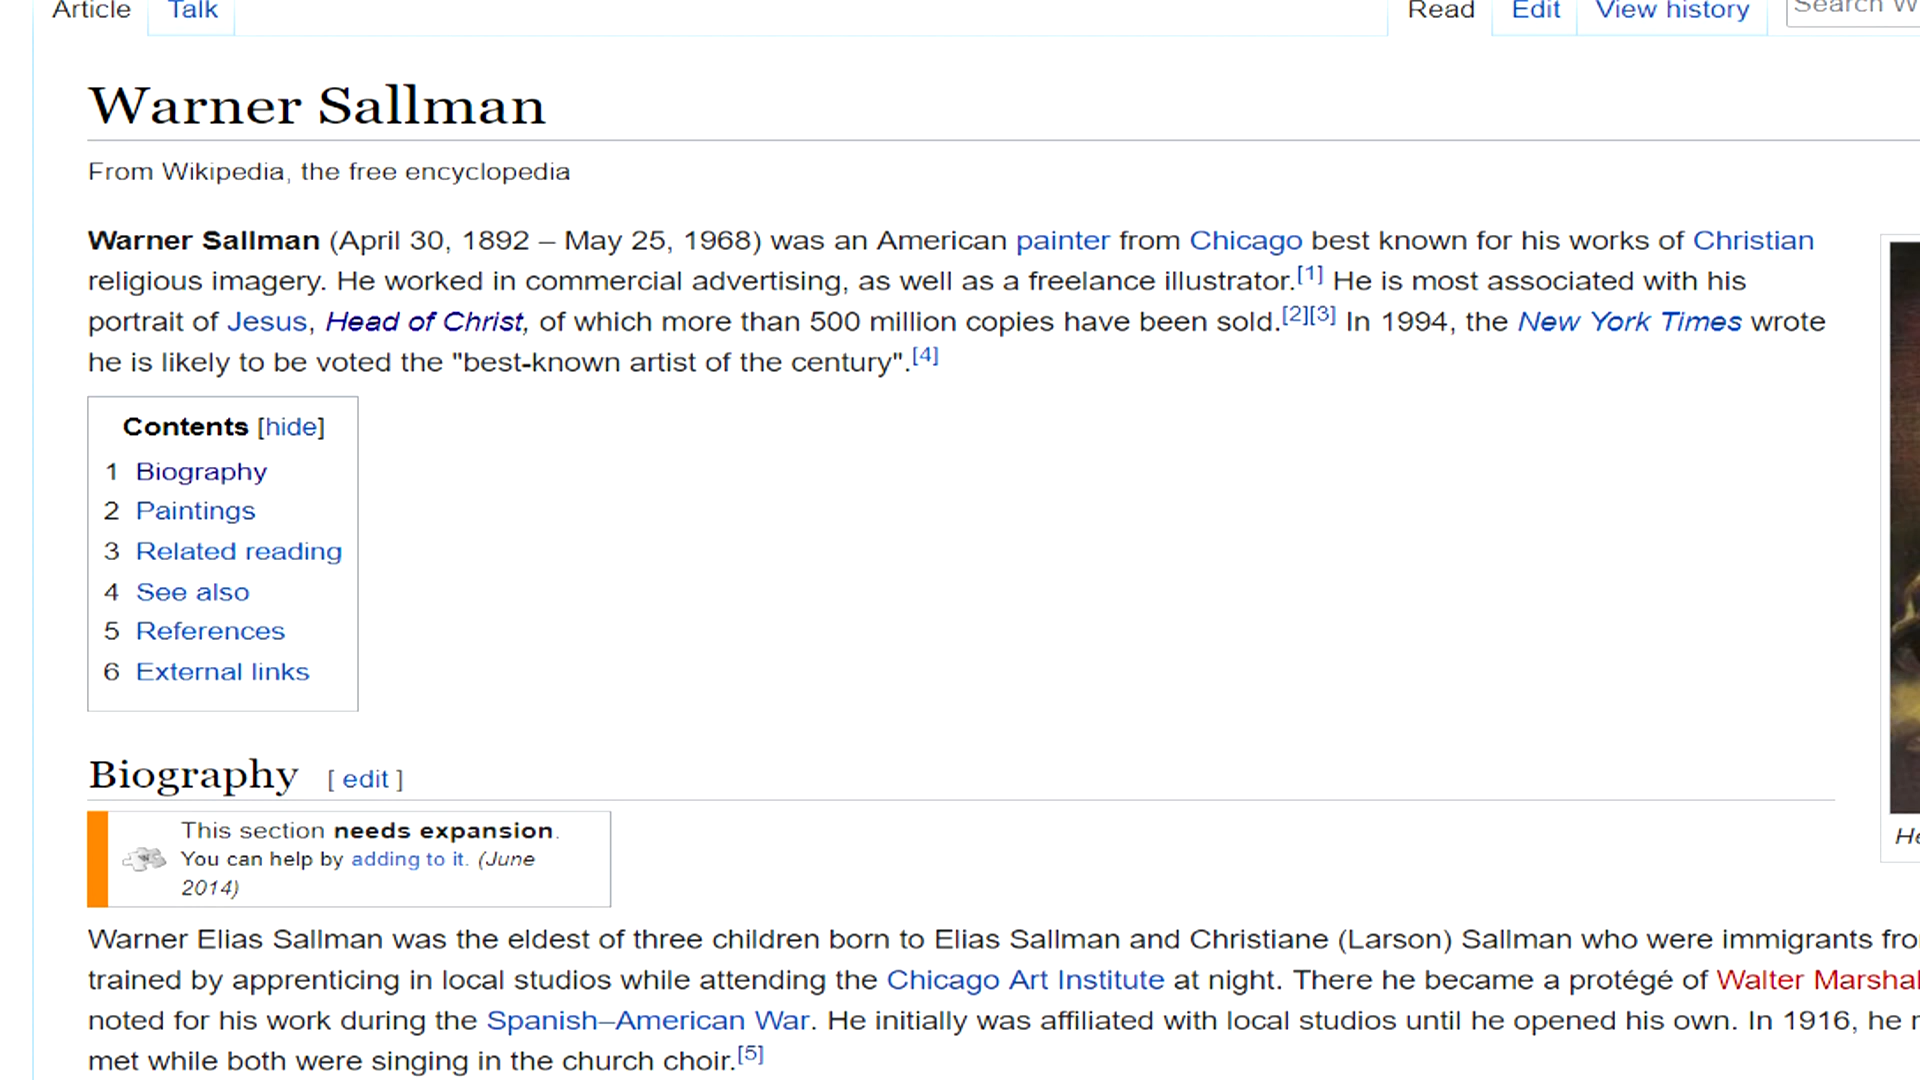 Article Talk Read Edit View history Search W
Warner Sallman
From Wikipedia, the free encyclopedia
Warner Sallman (April 30, 1892 – May 25, 1968) was an American painter from Chicago best known for his works of Christian
religious imagery. He worked in commercial advertising, as well as a freelance illustrator.[1] He is most associated with his
portrait of Jesus, Head of Christ, of which more than 500 million copies have been sold.[2][3] In 1994, the New York Times wrote
he is likely to be voted the "best-known artist of the century".[4]
Contents [hide]
1 Biography
2 Paintings
3 Related reading
4 See also
5 References
6 External links
Biography [ edit ]
This section needs expansion.
You can help by adding to it. (June
2014)
Warner Elias Sallman was the eldest of three children born to Elias Sallman and Christiane (Larson) Sallman who were immigrants fro
trained by apprenticing in local studios while attending the Chicago Art Institute at night. There he became a protégé of Walter Marshal
noted for his work during the Spanish–American War. He initially was affiliated with local studios until he opened his own. In 1916, he
met while both were singing in the church choir.[5]